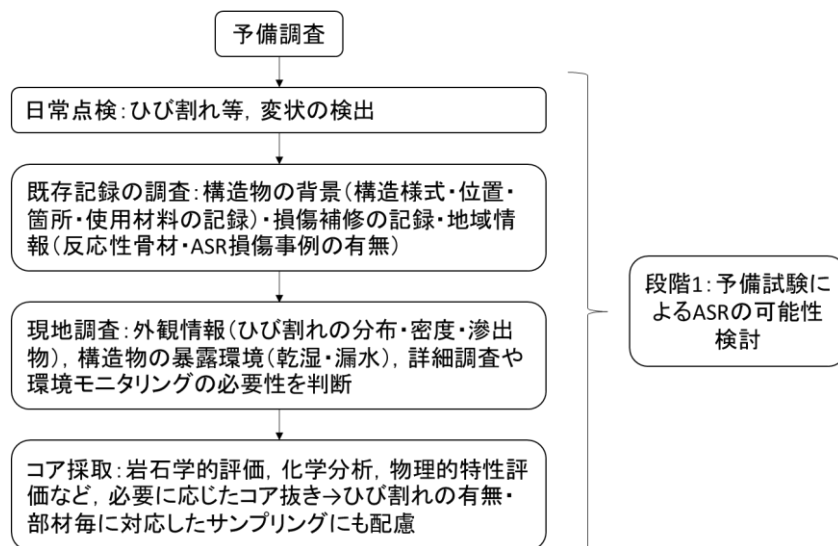 予備調査
日常点検：ひび割れ等，変状の検出
既存記録の調査：構造物の背景（構造様式・位置・
箇所・使用材料の記録）・損傷補修の記録・地域情
報（反応性骨材・ASR損傷事例の有無）
現地調査：外観情報（ひび割れの分布・密度・滲出
物），構造物の暴露環境（乾湿・漏水），詳細調査や
環境モニタリングの必要性を判断
コア採取：岩石学的評価，化学分析，物理的特性評
価など，必要に応じたコア抜き→ひび割れの有無・
部材毎に対応したサンプリングにも配慮
段階1：予備試験に
よるASRの可能性
検討